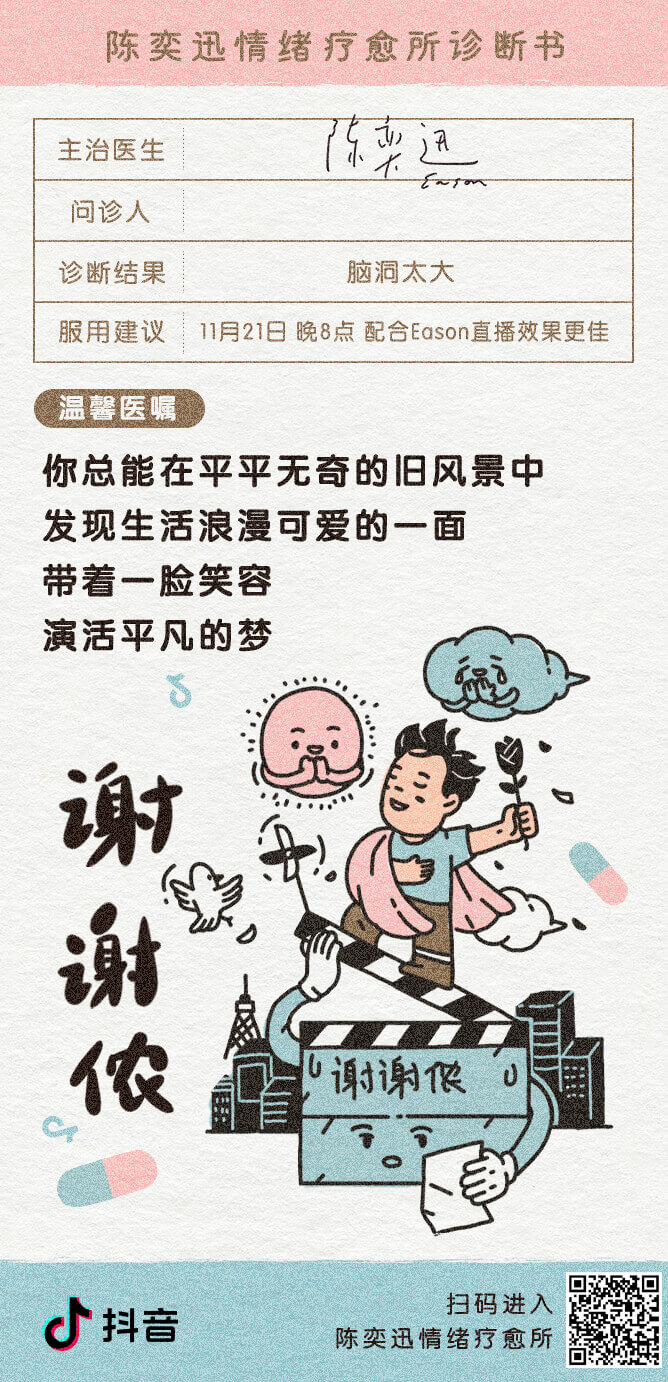 陈奕迅情绪疗愈所诊断书
主治医生 陈奕迅
Eason
问诊人
诊断结果 脑洞太大
服用建议 11月21日 晚8点 配合Eason直播效果更佳
温馨医嘱
你总能在平平无奇的旧风景中
发现生活浪漫可爱的一面
带着一脸笑容
演活平凡的梦
谢
谢
侬
谢谢侬
抖音
扫码进入
陈奕迅情绪疗愈所